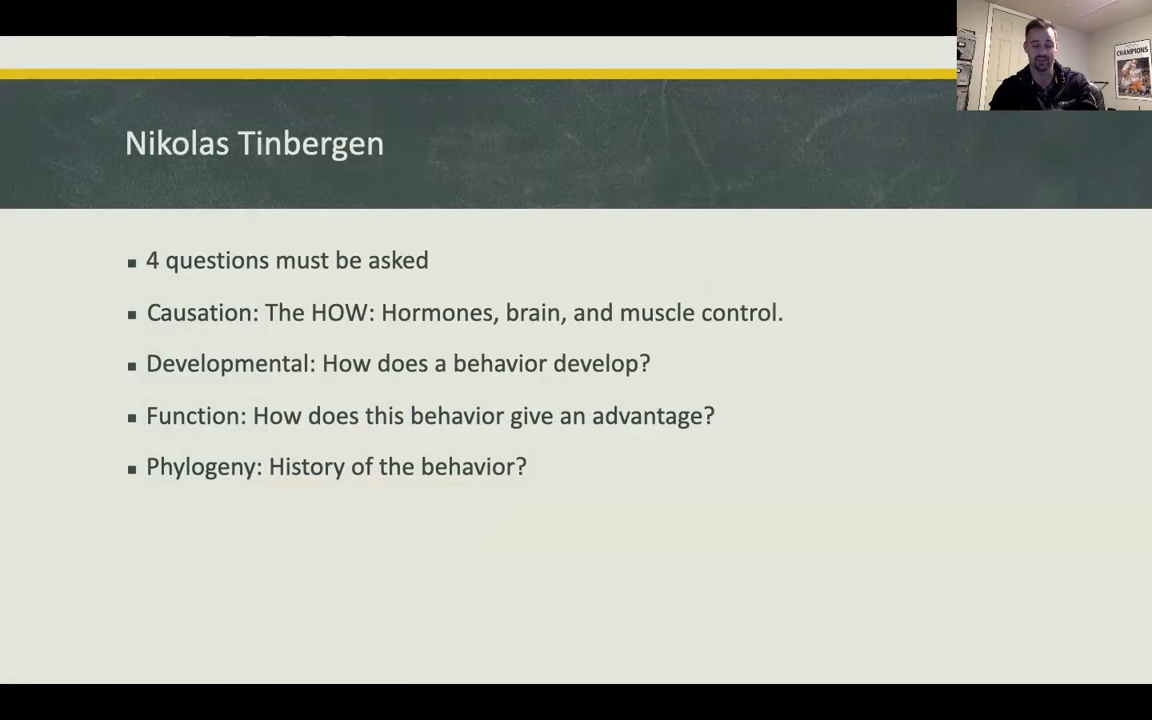 CHAMPIONS
Nikolas Tinbergen
4 questions must be asked
Causation: The HOW: Hormones, brain, and muscle control.
Developmental: How does a behavior develop?
Function: How does this behavior give an advantage?
Phylogeny: History of the behavior?